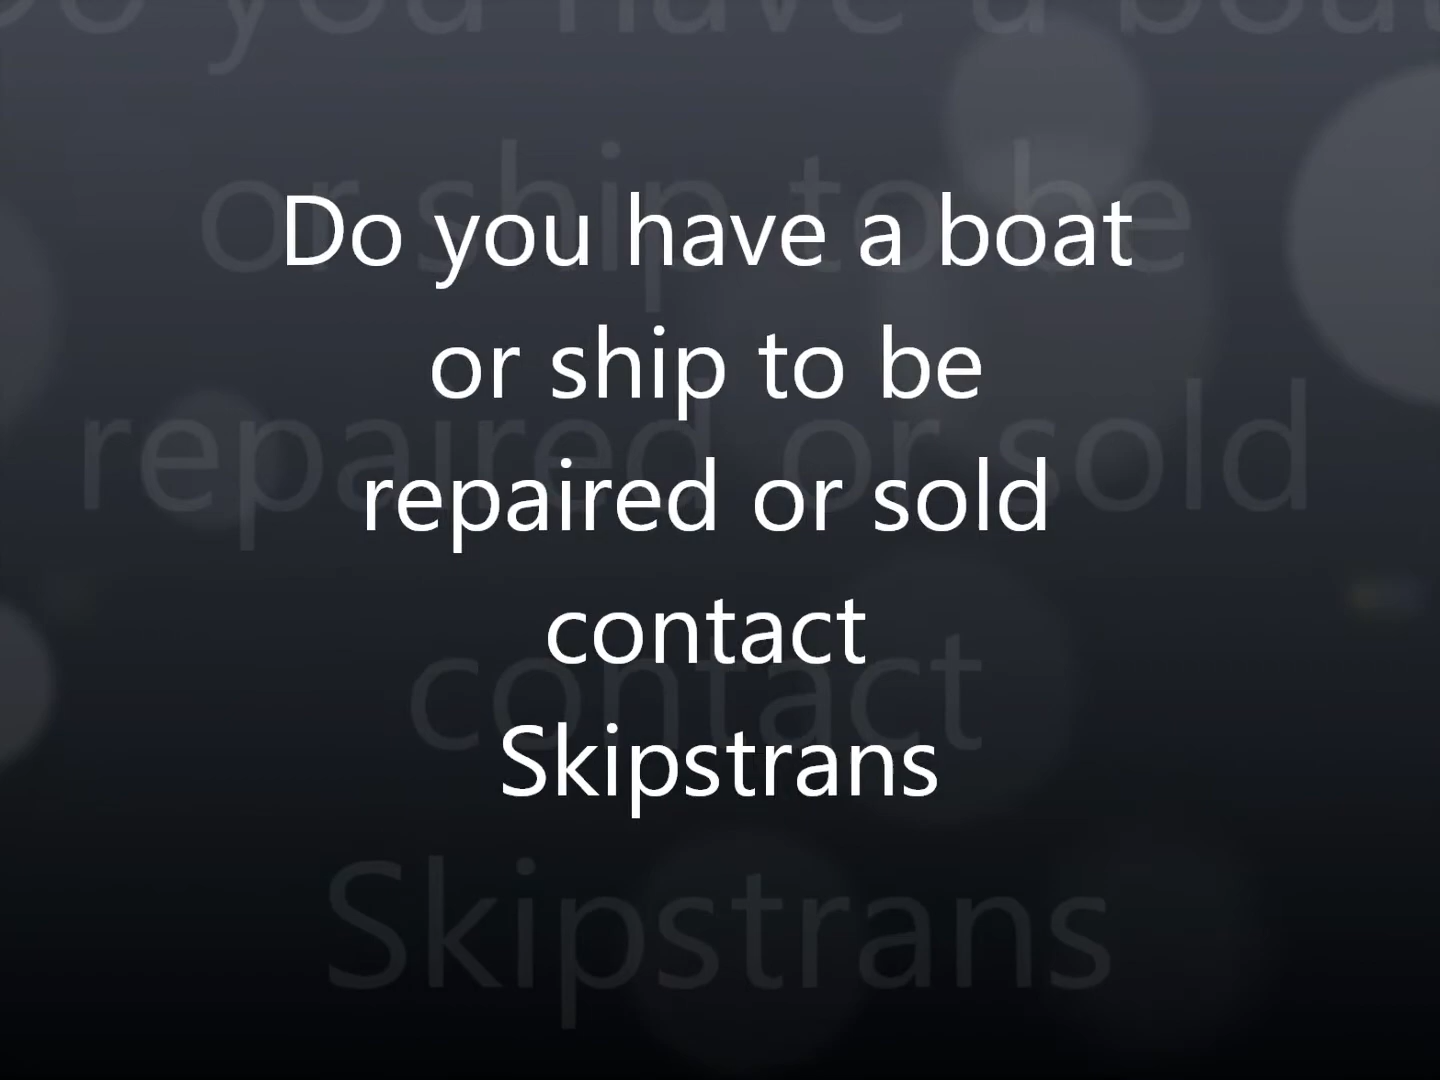 Do you have a boat
or ship to be
repaired or sold
contact
Skipstrans